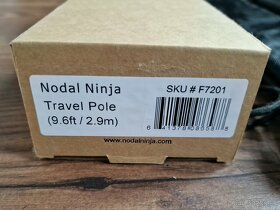 Nodal Ninja
Travel Pole
(9.6ft / 2.9m)
SKU # F7201
www.nodalninja.com